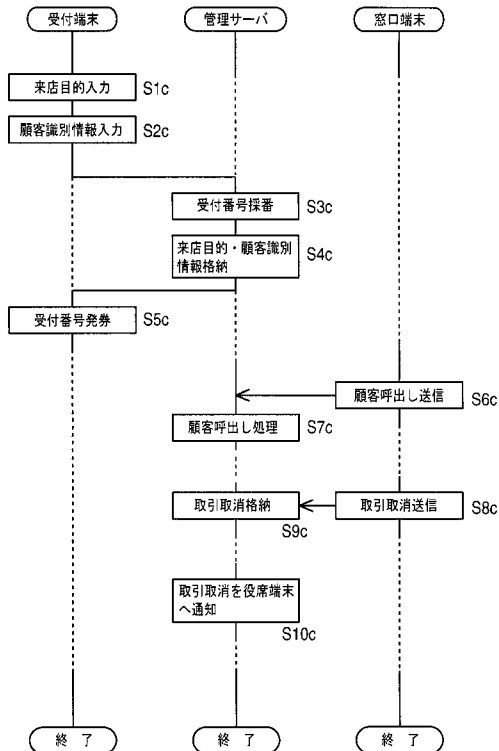 受付端末
管理サーバ
窓口端末
来店目的入力
S1c
顧客識別情報入力
S2c
受付番号採番
S3c
来店目的・顧客識別
情報格納
S4c
受付番号発券
S5c
顧客呼出し送信
S6c
顧客呼出し処理
S7c
取引取消格納
取引取消送信
S8c
S9c
取引取消を役席端末
へ通知
S10c
終 了
終 了
終 了